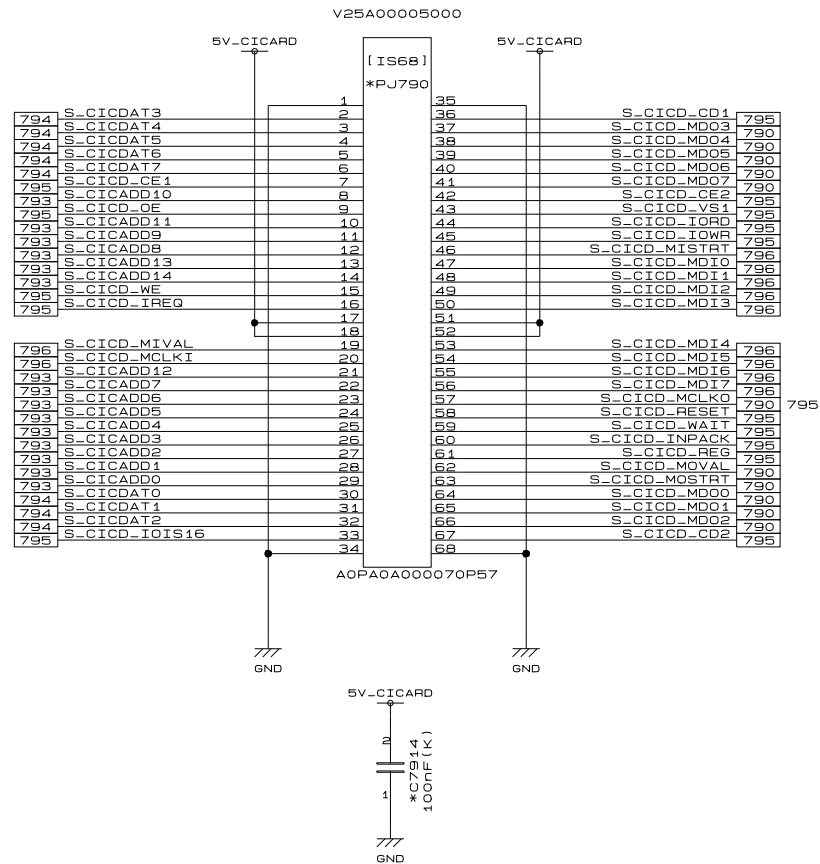 V25A00005000
5V_CICARD 5V_CICARD
[IS68]
*PJ790
1 35
794 S_CICDAT3 2 36 S_CICD_CD1 795
794 S_CICDAT4 3 37 S_CICD_MDO3 790
794 S_CICDAT5 4 38 S_CICD_MDO4 790
794 S_CICDAT6 5 39 S_CICD_MDO5 790
794 S_CICDAT7 6 40 S_CICD_MDO6 790
795 S_CICD_CE1 7 41 S_CICD_MDO7 790
793 S_CICADD10 8 42 S_CICD_CE2 795
795 S_CICD_OE 9 43 S_CICD_VS1 795
793 S_CICADD11 10 44 S_CICD_IORD 795
793 S_CICADD9 11 45 S_CICD_IOWR 795
793 S_CICADD8 12 46 S_CICD_MISTRT 796
793 S_CICADD13 13 47 S_CICD_MDI0 796
793 S_CICADD14 14 48 S_CICD_MDI1 796
795 S_CICD_WE 15 49 S_CICD_MDI2 796
795 S_CICD_IREQ 16 50 S_CICD_MDI3 796
17 51
18 52
796 S_CICD_MIVAL 19 53 S_CICD_MDI4 796
796 S_CICD_MCLKI 20 54 S_CICD_MDI5 796
793 S_CICADD12 21 55 S_CICD_MDI6 796
793 S_CICADD7 22 56 S_CICD_MDI7 796
793 S_CICADD6 23 57 S_CICD_MCLKO 790 795
793 S_CICADD5 24 58 S_CICD_RESET 795
793 S_CICADD4 25 59 S_CICD_WAIT 795
793 S_CICADD3 26 60 S_CICD_INPACK 795
793 S_CICADD2 27 61 S_CICD_REG 795
793 S_CICADD1 28 62 S_CICD_MOVAL 790
793 S_CICADD0 29 63 S_CICD_MOSTRT 790
794 S_CICDAT0 30 64 S_CICD_MDO0 790
794 S_CICDAT1 31 65 S_CICD_MDO1 790
794 S_CICDAT2 32 66 S_CICD_MDO2 790
795 S_CICD_IOIS16 33 67 S_CICD_CD2 795
34 68
AOPA0A000070P57
GND GND
5V_CICARD
2
*C7914
100nF(K)
1
GND